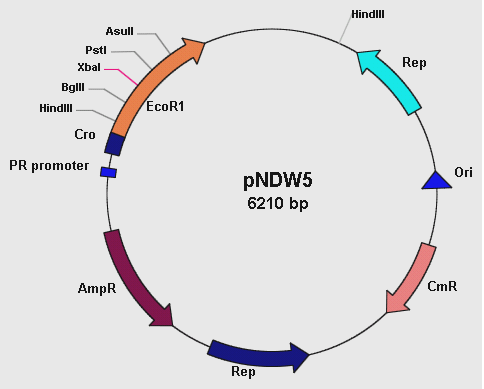 HindIII
AsuII
PstI
XbaI
BglII
HindIII
EcoR1
Cro
PR promoter
Rep
Ori
pNDW5
6210 bp
AmpR
CmR
Rep